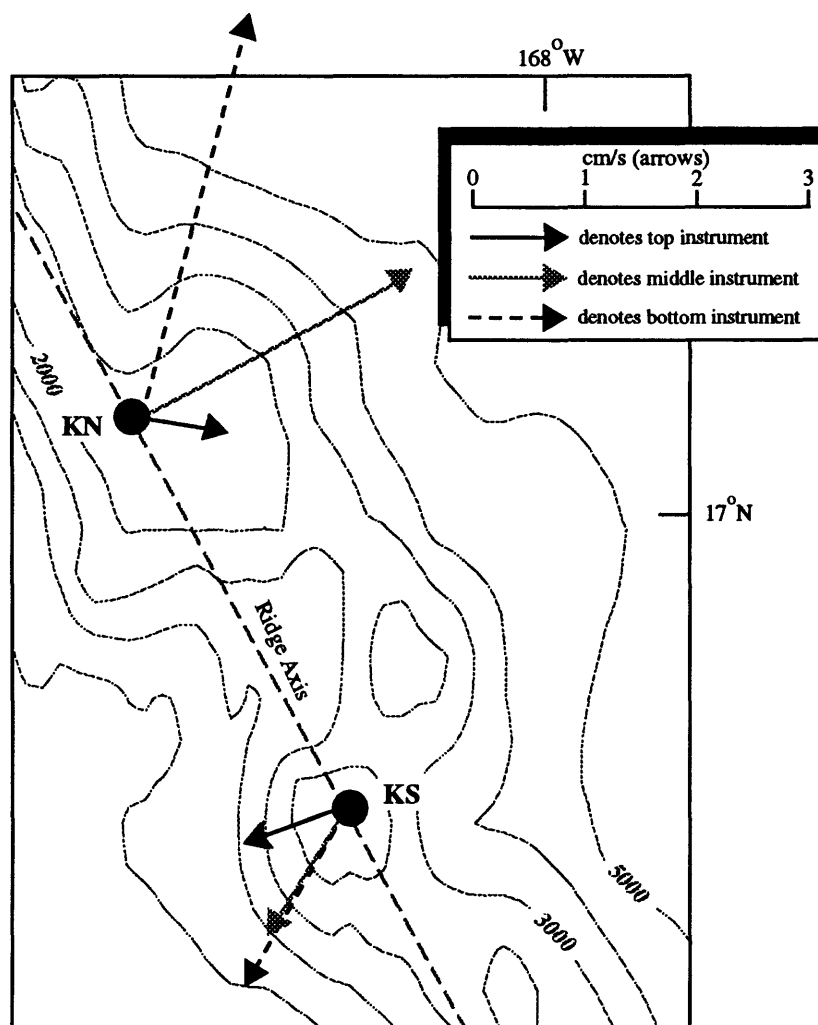 168°W
cm/s (arrows)
0 1 2 3
denotes top instrument
denotes middle instrument
denotes bottom instrument
2000
KN
17°N
Ridge Axis
KS
5000
3000